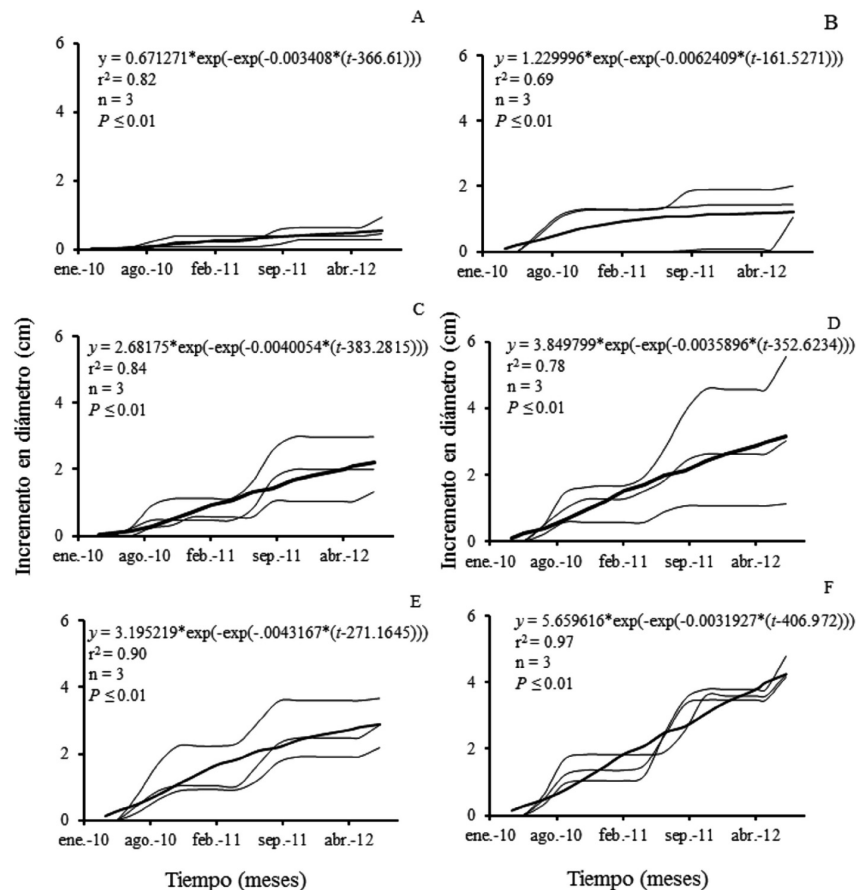 A
6
4
2
0
y = 0.671271*exp(-exp(-0.003408*(t-366.61)))
r² = 0.82
n = 3
P ≤ 0.01
ene.-10 ago.-10 feb.-11 sep.-11 abr.-12
B
6
4
2
0
y = 1.229996*exp(-exp(-0.0062409*(t-161.5271)))
r² = 0.69
n = 3
P ≤ 0.01
ene.-10 ago.-10 feb.-11 sep.-11 abr.-12
Incremento en diámetro (cm)
C
6
4
2
0
y = 2.68175*exp(-exp(-0.0040054*(t-383.2815)))
r² = 0.84
n = 3
P ≤ 0.01
ene.-10 ago.-10 feb.-11 sep.-11 abr.-12
Incremento en diámetro (cm)
D
6
4
2
0
y = 3.849799*exp(-exp(-0.0035896*(t-352.6234)))
r² = 0.78
n = 3
P ≤ 0.01
ene.-10 ago.-10 feb.-11 sep.-11 abr.-12
E
6
4
2
0
y = 3.195219*exp(-exp(-.0043167*(t-271.1645)))
r² = 0.90
n = 3
P ≤ 0.01
ene.-10 ago.-10 feb.-11 sep.-11 abr.-12
Tiempo (meses)
F
6
4
2
0
y = 5.659616*exp(-exp(-0.0031927*(t-406.972)))
r² = 0.97
n = 3
P ≤ 0.01
ene.-10 ago.-10 feb.-11 sep.-11 abr.-12
Tiempo (meses)